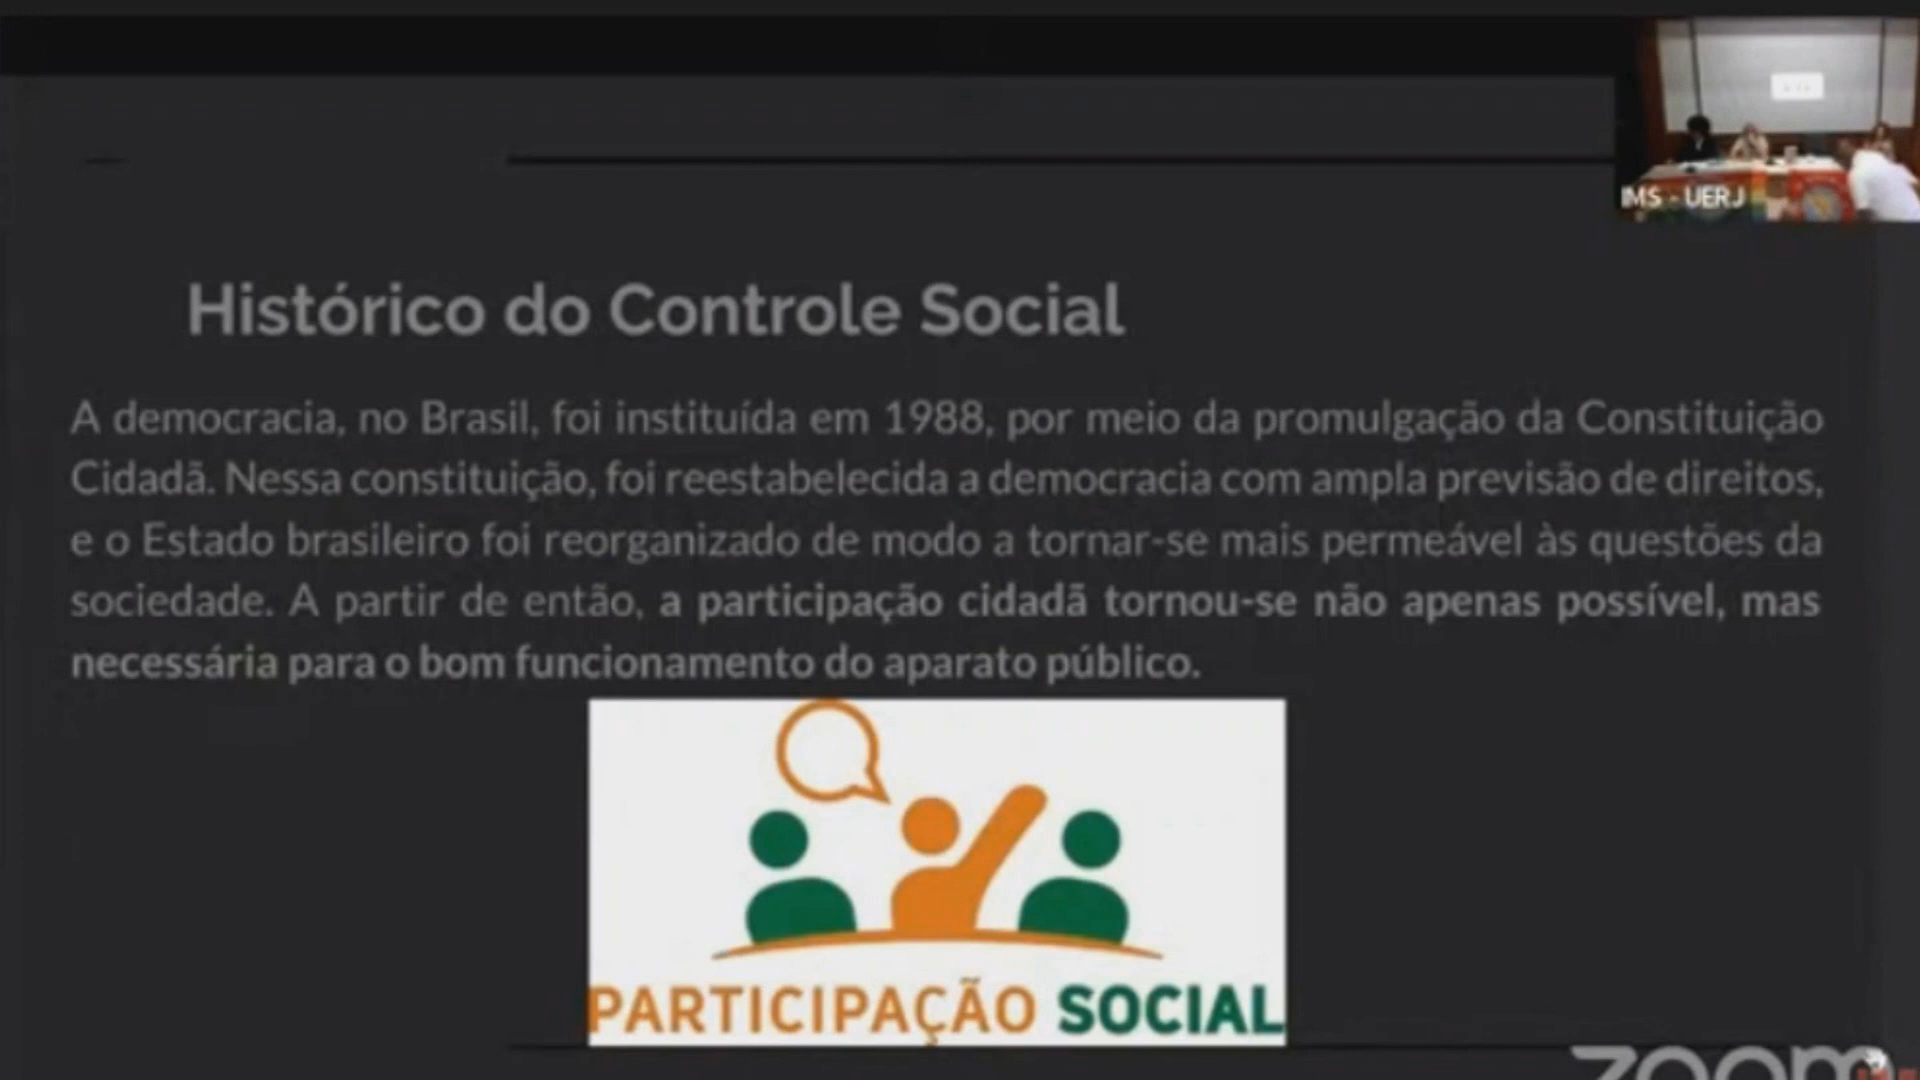 IMS - UERJ
Histórico do Controle Social
A democracia, no Brasil, foi instituída em 1988, por meio da promulgação da Constituição
Cidadã. Nessa constituição, foi reestabelecida a democracia com ampla previsão de direitos,
e o Estado brasileiro foi reorganizado de modo a tornar-se mais permeável às questões da
sociedade. A partir de então, a participação cidadã tornou-se não apenas possível, mas
necessária para o bom funcionamento do aparato público.
PARTICIPAÇÃO SOCIAL
zoom